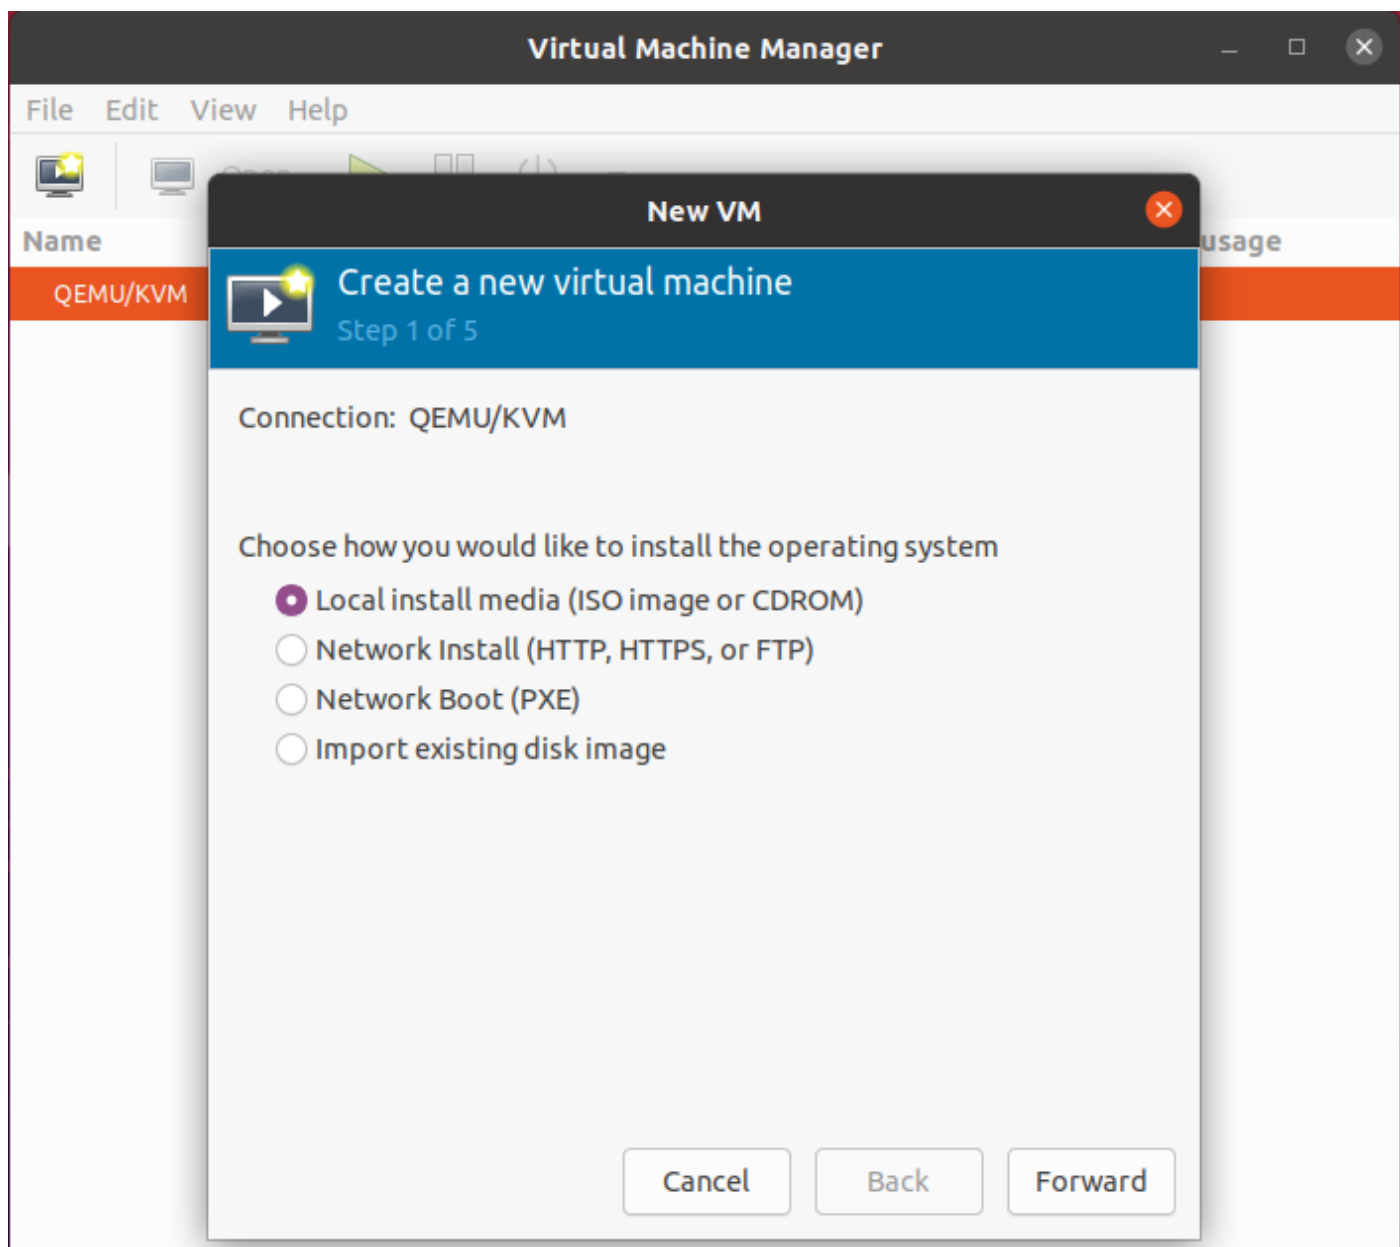 Virtual Machine Manager
File Edit View Help
Name
usage
QEMU/KVM
New VM
Create a new virtual machine
Step 1 of 5
Connection: QEMU/KVM
Choose how you would like to install the operating system
Local install media (ISO image or CDROM)
Network Install (HTTP, HTTPS, or FTP)
Network Boot (PXE)
Import existing disk image
Cancel Back Forward